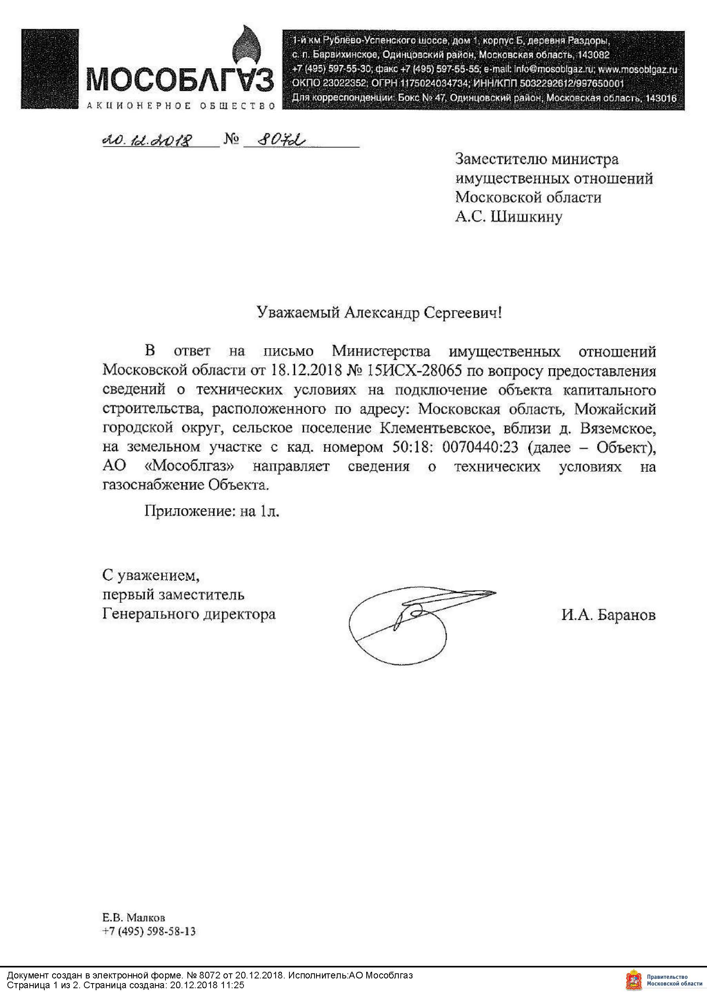 МОСОБЛГАЗ
АКЦИОНЕРНОЕ ОБЩЕСТВО
1-й км Рублёво-Успенского шоссе, дом 1, корпус Б, деревня Раздоры,
с. п. Барвихинское, Одинцовский район, Московская область, 143082
+7 (495) 597-55-30; факс +7 (495) 597-55-55; e-mail: info@mosoblgaz.ru; www.mosoblgaz.ru
ОКПО 23022352; ОГРН 1175024034734; ИНН/КПП 5032292612/997650001
Для корреспонденции: Бокс № 47, Одинцовский район, Московская область, 143016
20.12.2018 № 8072
Заместителю министра
имущественных отношений
Московской области
А.С. Шишкину
Уважаемый Александр Сергеевич!
В ответ на письмо Министерства имущественных отношений
Московской области от 18.12.2018 № 15ИСХ-28065 по вопросу предоставления
сведений о технических условиях на подключение объекта капитального
строительства, расположенного по адресу: Московская область, Можайский
городской округ, сельское поселение Клементьевское, вблизи д. Вяземское,
на земельном участке с кад. номером 50:18: 0070440:23 (далее – Объект),
АО «Мособлгаз» направляет сведения о технических условиях на
газоснабжение Объекта.
Приложение: на 1л.
С уважением,
первый заместитель
Генерального директора
И.А. Баранов
Е.В. Малков
+7 (495) 598-58-13
Документ создан в электронной форме. № 8072 от 20.12.2018. Исполнитель:АО Мособлгаз
Страница 1 из 2. Страница создана: 20.12.2018 11:25
Правительство
Московской области